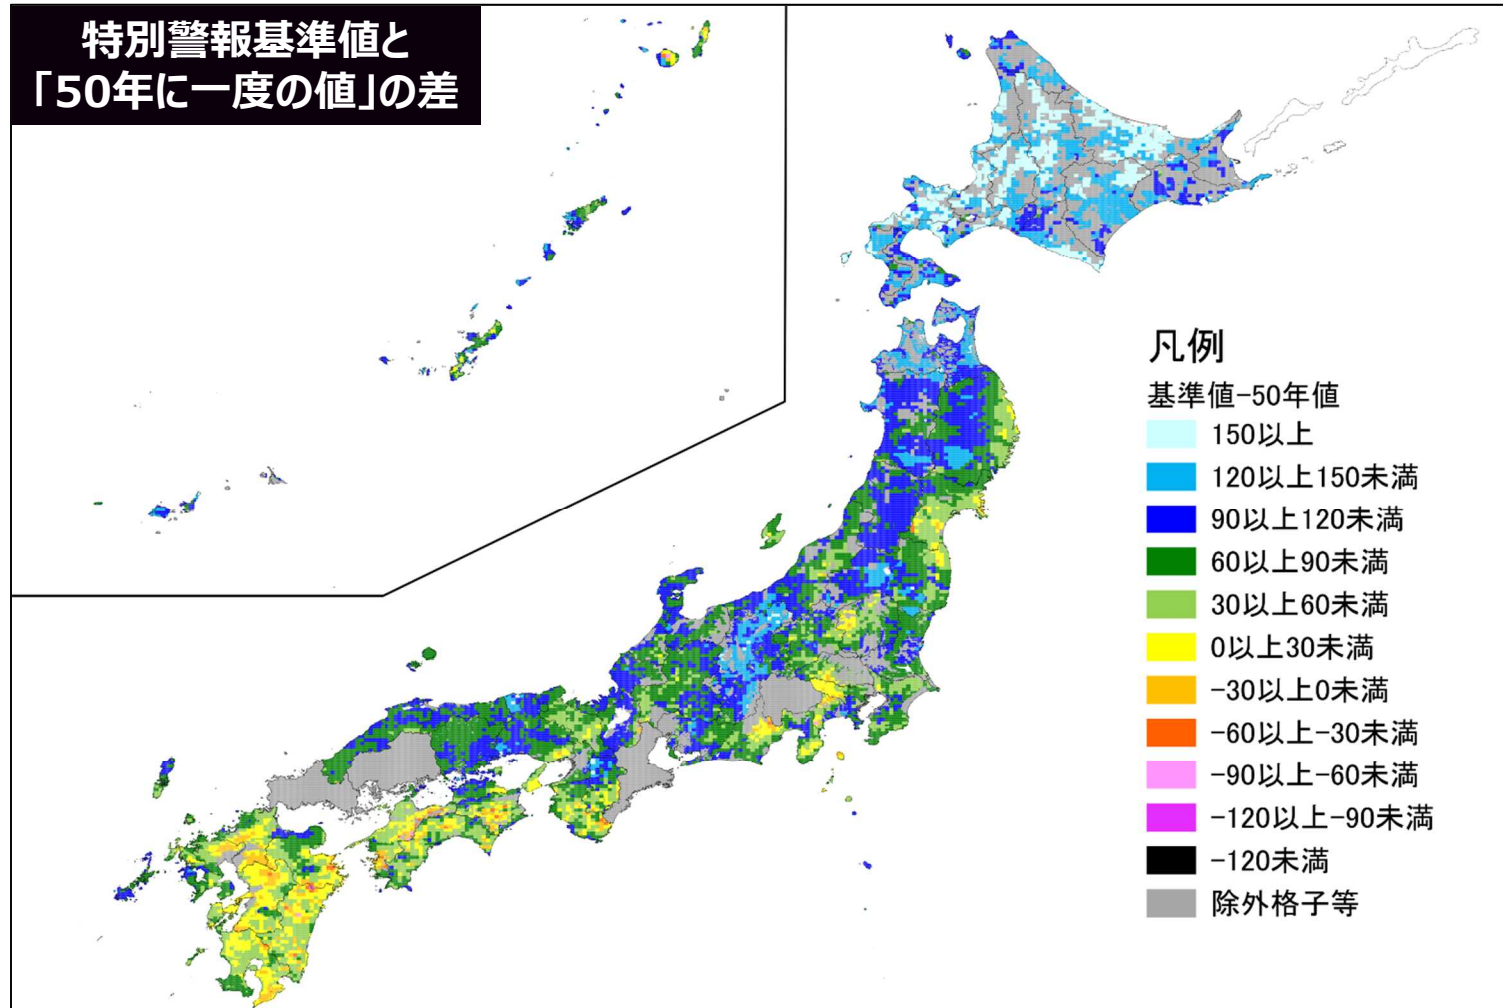 特別警報基準値と
「50年に一度の値」の差
凡例
基準値-50年値
150以上
120以上150未満
90以上120未満
60以上90未満
30以上60未満
0以上30未満
-30以上0未満
-60以上-30未満
-90以上-60未満
-120以上-90未満
-120未満
除外格子等